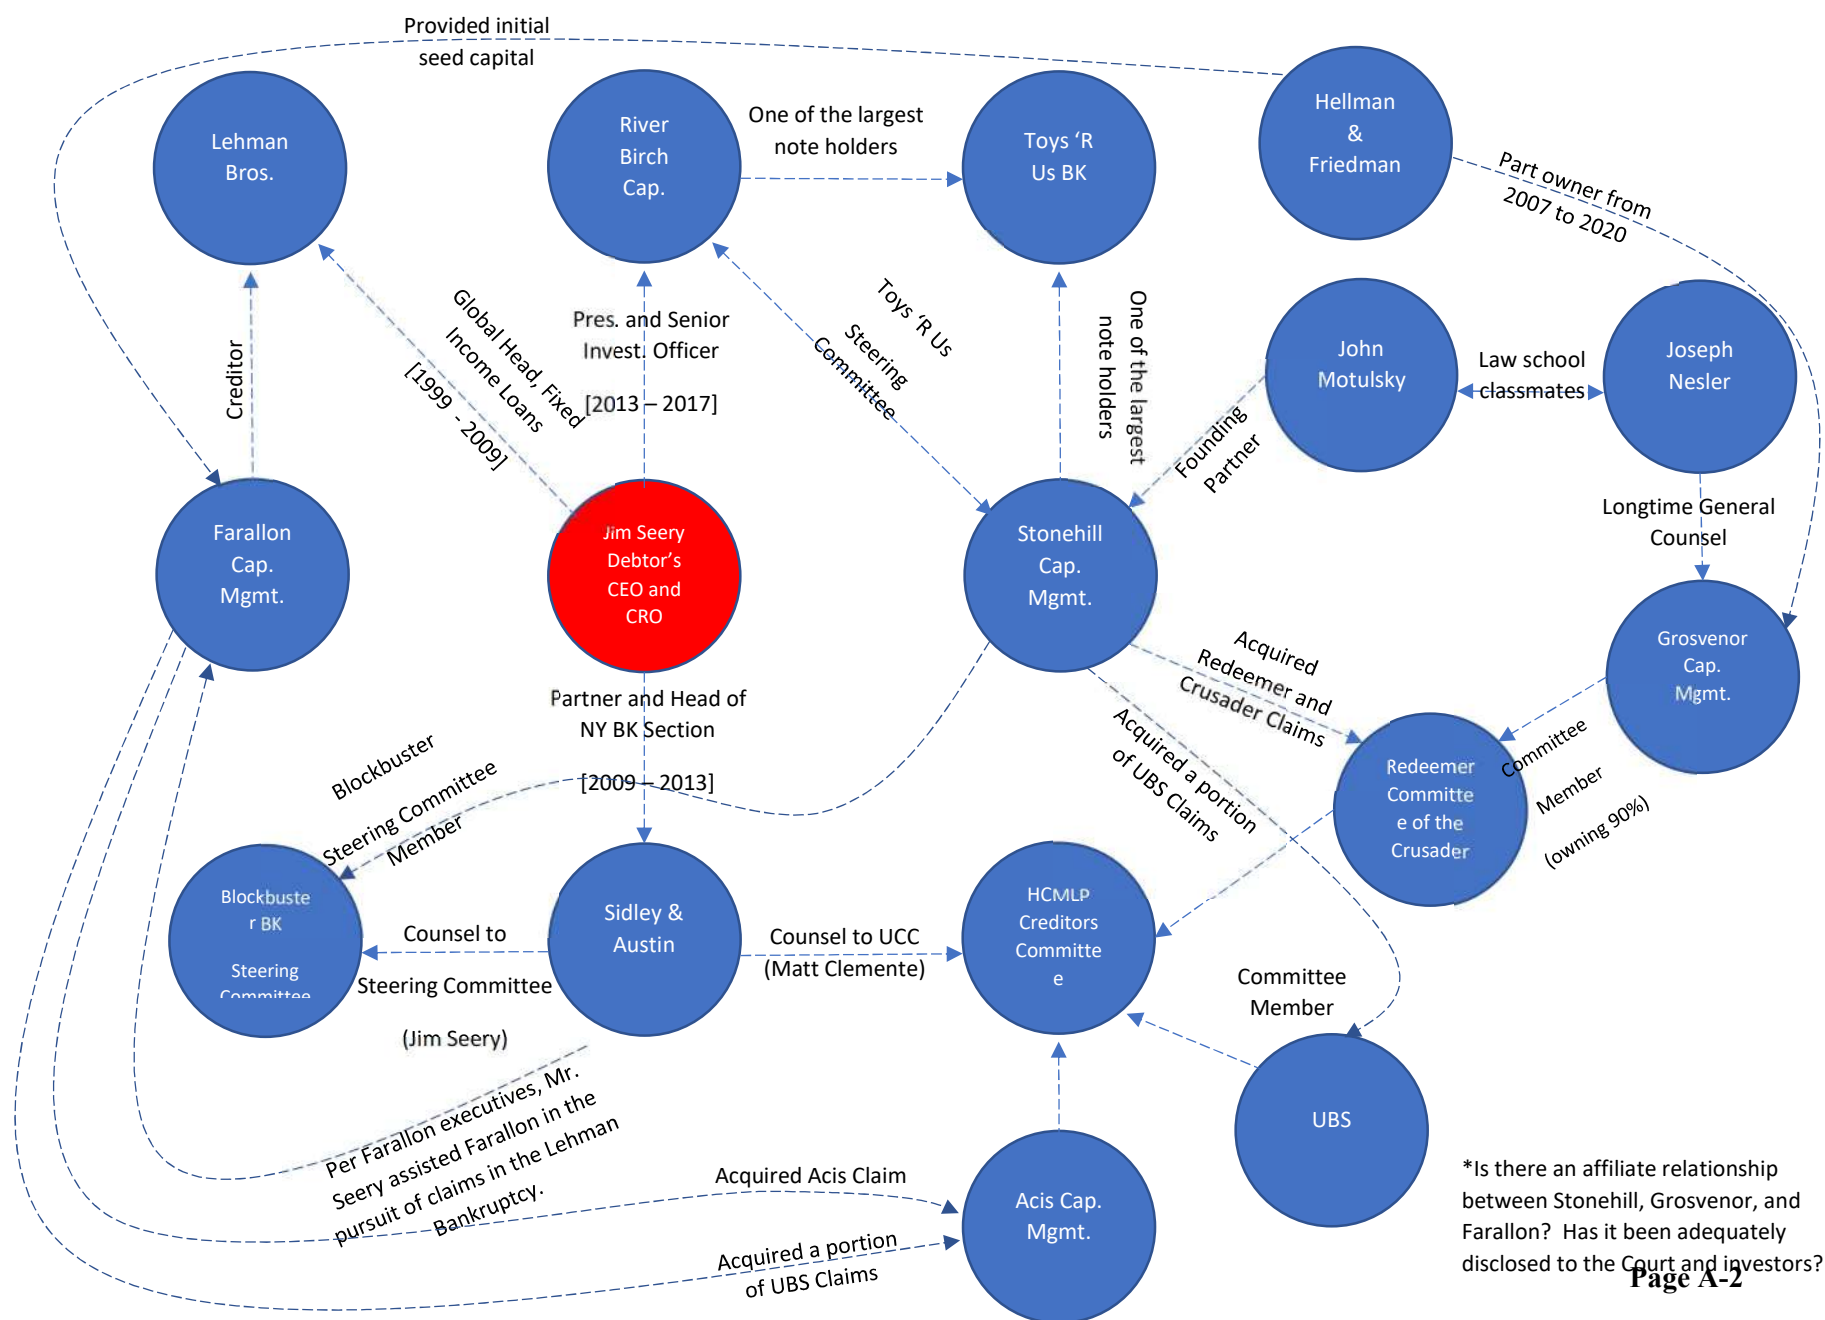 Provided initial
seed capital
Lehman
Bros.
River
Birch
Cap.
One of the largest
note holders
Toys ‘R
Us BK
Hellman
&
Friedman
Part owner from
2007 to 2020
Creditor
Global Head, Fixed
Income Loans
[1999 - 2009]
Pres. and Senior
Invest. Officer
[2013 – 2017]
Toys ‘R Us
Steering
Committee
One of the largest
note holders
John
Motulsky
Law school
classmates
Joseph
Nesler
Founding
Partner
Longtime General
Counsel
Farallon
Cap.
Mgmt.
Jim Seery
Debtor’s
CEO and
CRO
Stonehill
Cap.
Mgmt.
Grosvenor
Cap.
Mgmt.
Partner and Head of
NY BK Section
[2009 – 2013]
Acquired
Redeemer and
Crusader Claims
Acquired a portion
of UBS Claims
Redeemer
Committe
e of the
Crusader
Committee
Member
(owning 90%)
Blockbuster
Steering Committee
Member
Blockbuste
r BK
Steering
Committee
Counsel to
Steering Committee
(Jim Seery)
Sidley &
Austin
Counsel to UCC
(Matt Clemente)
HCMLP
Creditors
Committe
e
Committee
Member
UBS
Per Farallon executives, Mr.
Seery assisted Farallon in the
pursuit of claims in the Lehman
Bankruptcy.
Acquired Acis Claim
Acquired a portion
of UBS Claims
Acis Cap.
Mgmt.
*Is there an affiliate relationship
between Stonehill, Grosvenor, and
Farallon? Has it been adequately
disclosed to the Court and investors?
Page A-2